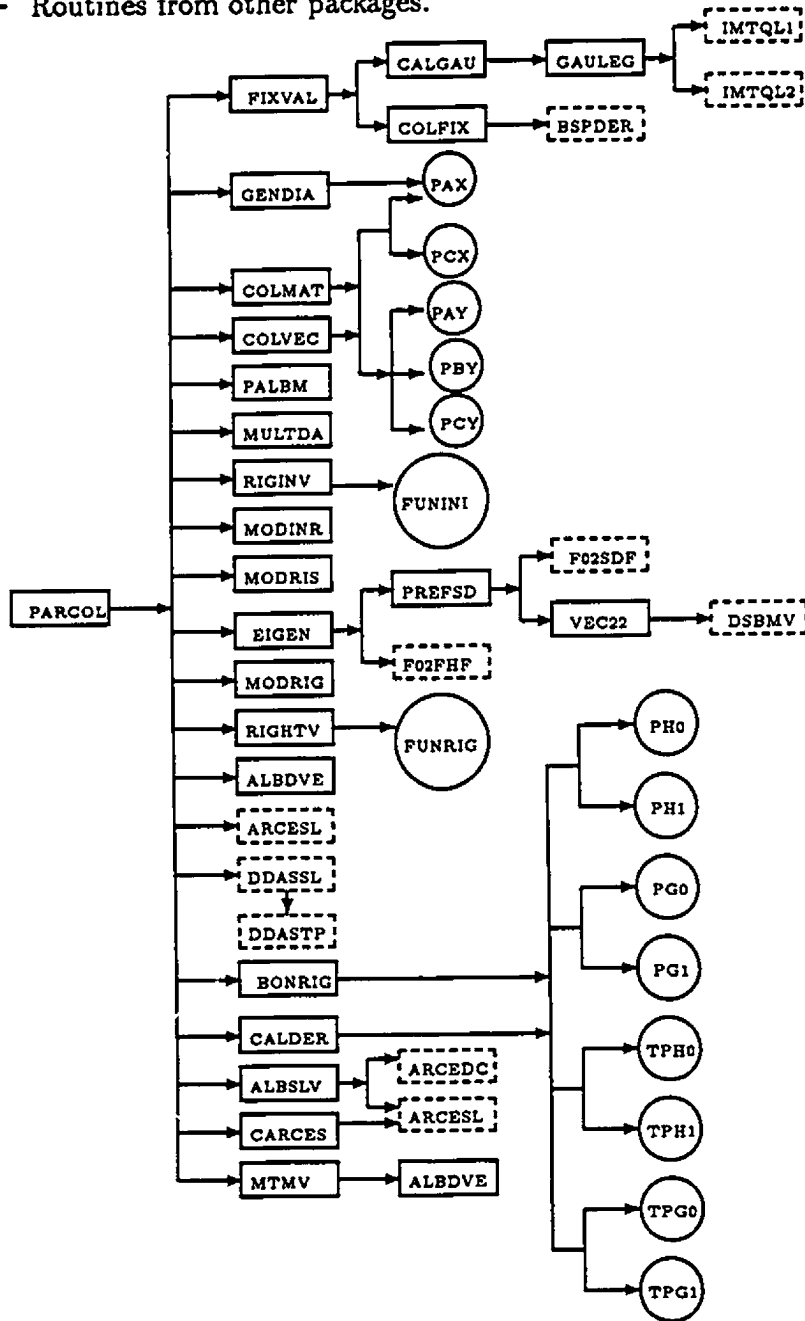 - Routines from other packages.
IMTQL1
CALGAU
GAULEG
FIXVAL
IMTQL2
COLFIX
BSPDER
GENDIA
PAX
PCX
COLMAT
PAY
COLVEC
PBY
PALBM
PCY
MULTDA
RIGINV
FUNINI
MODINR
F02SDF
MODRIS
PREFSD
PARCOL
VEC22
DSBMV
EIGEN
F02FHF
MODRIG
PH0
RIGHTV
FUNRIG
ALBDVE
PH1
ARCESL
DDASSL
PG0
DDASTP
PG1
BONRIG
CALDER
TPH0
ARCEDC
ALBSLV
ARCESL
TPH1
CARCES
MTMV
ALBDVE
TPG0
TPG1